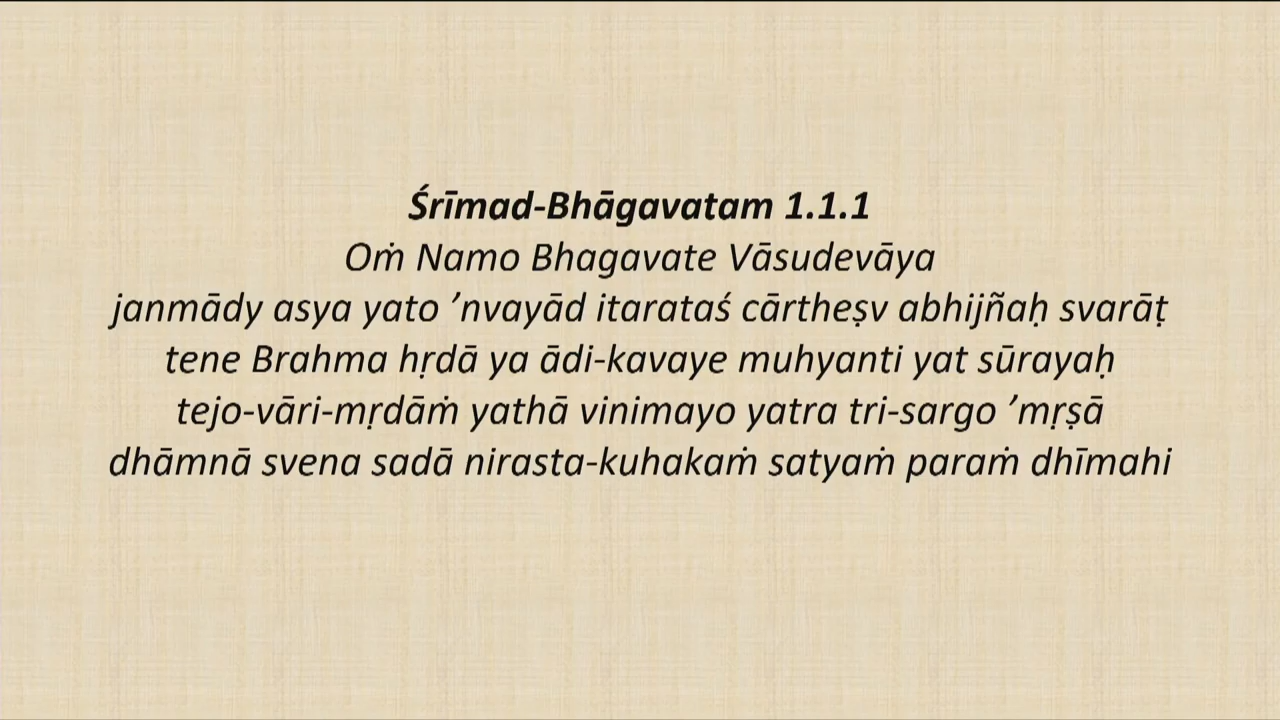 Śrīmad-Bhāgavatam 1.1.1
Oṁ Namo Bhagavate Vāsudevāya
janmādy asya yato ’nvayād itarataś cārtheṣv abhijñaḥ svarāṭ
tene Brahma hṛdā ya ādi-kavaye muhyanti yat sūrayaḥ
tejo-vāri-mṛdāṁ yathā vinimayo yatra tri-sargo ’mṛṣā
dhāmnā svena sadā nirasta-kuhakaṁ satyaṁ paraṁ dhīmahi